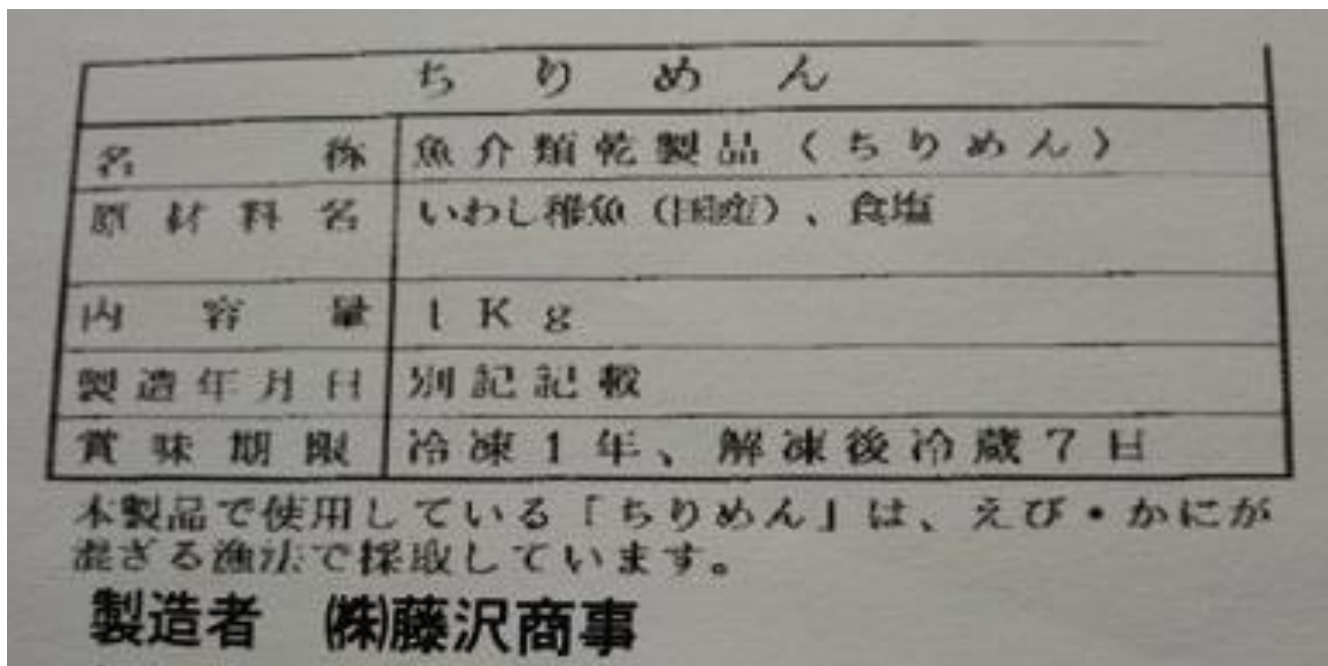 ちりめん
名称 魚介類乾製品（ちりめん）
原材料名 いわし稚魚（国産）、食塩
内容量 1Kg
製造年月日 別記記載
賞味期限 冷凍1年、解凍後冷蔵7日
本製品で使用している「ちりめん」は、えび・かにが
混ざる漁法で採取しています。
製造者 ㈱藤沢商事